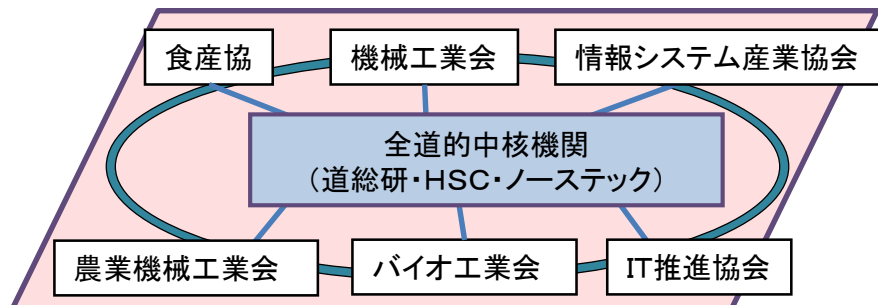 食産協
機械工業会
情報システム産業協会
全道的中核機関
(道総研・HSC・ノーステック)
農業機械工業会
バイオ工業会
IT推進協会